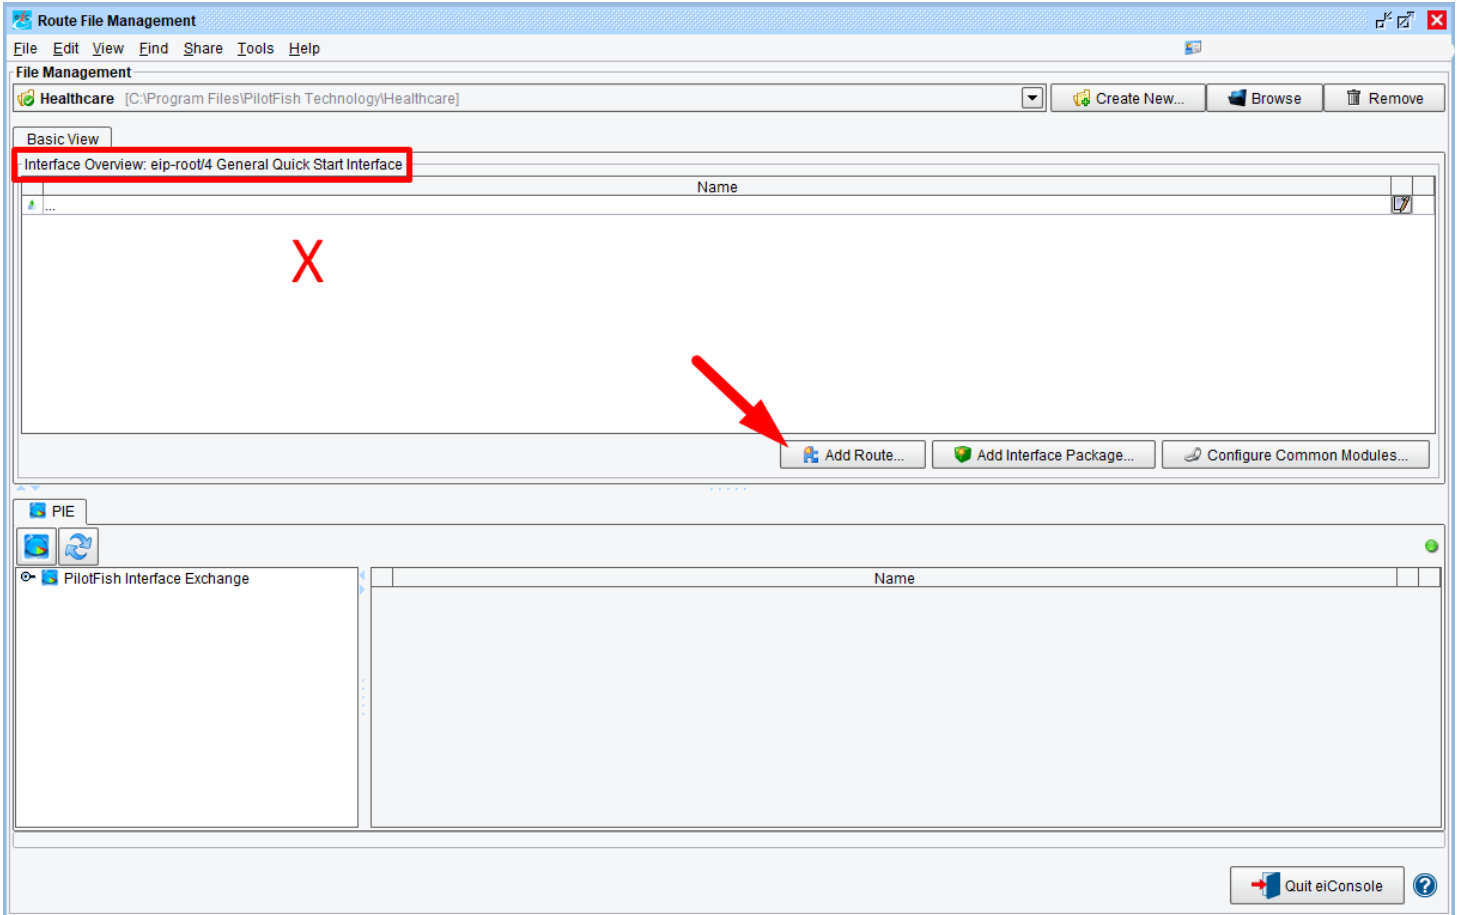 Route File Management
File Edit View Find Share Tools Help
File Management
Healthcare [C:\Program Files\PilotFish Technology\Healthcare] Create New... Browse Remove
Basic View
Interface Overview: eip-root/4 General Quick Start Interface
Name
...
X
Add Route... Add Interface Package... Configure Common Modules...
PIE
PilotFish Interface Exchange
Name
Quit eiConsole ?